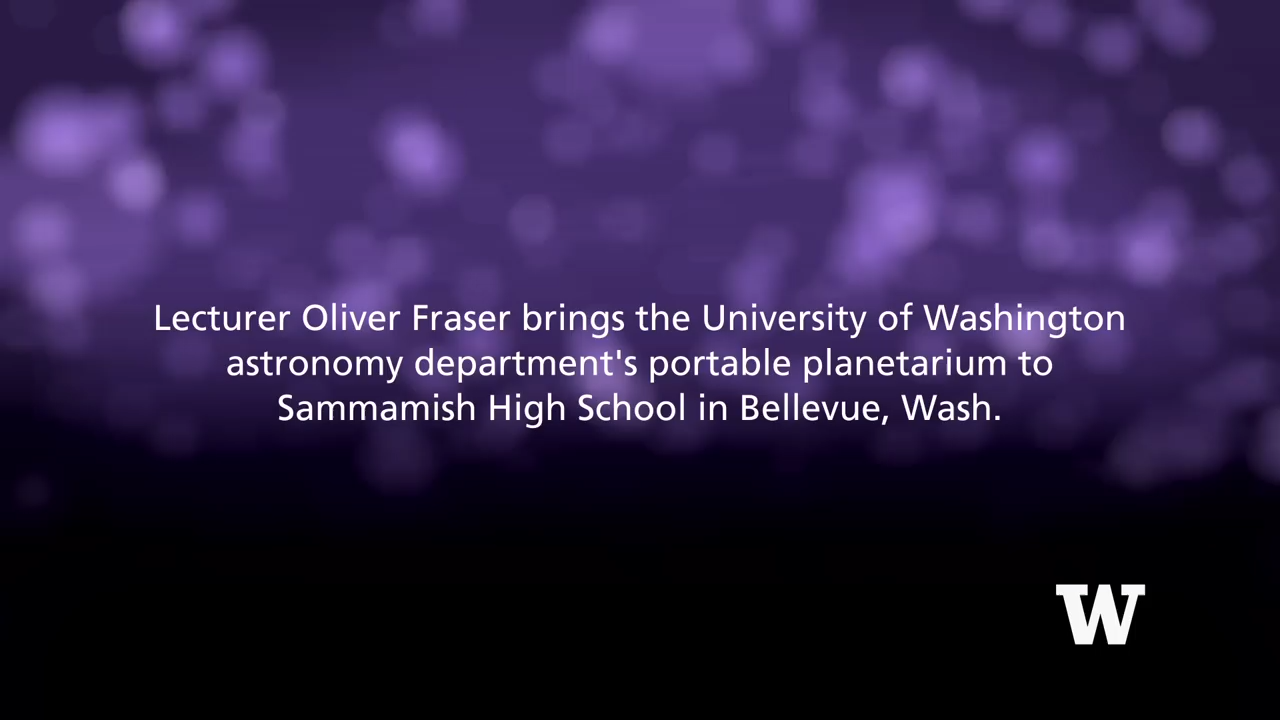 Lecturer Oliver Fraser brings the University of Washington
astronomy department's portable planetarium to
Sammamish High School in Bellevue, Wash.
W